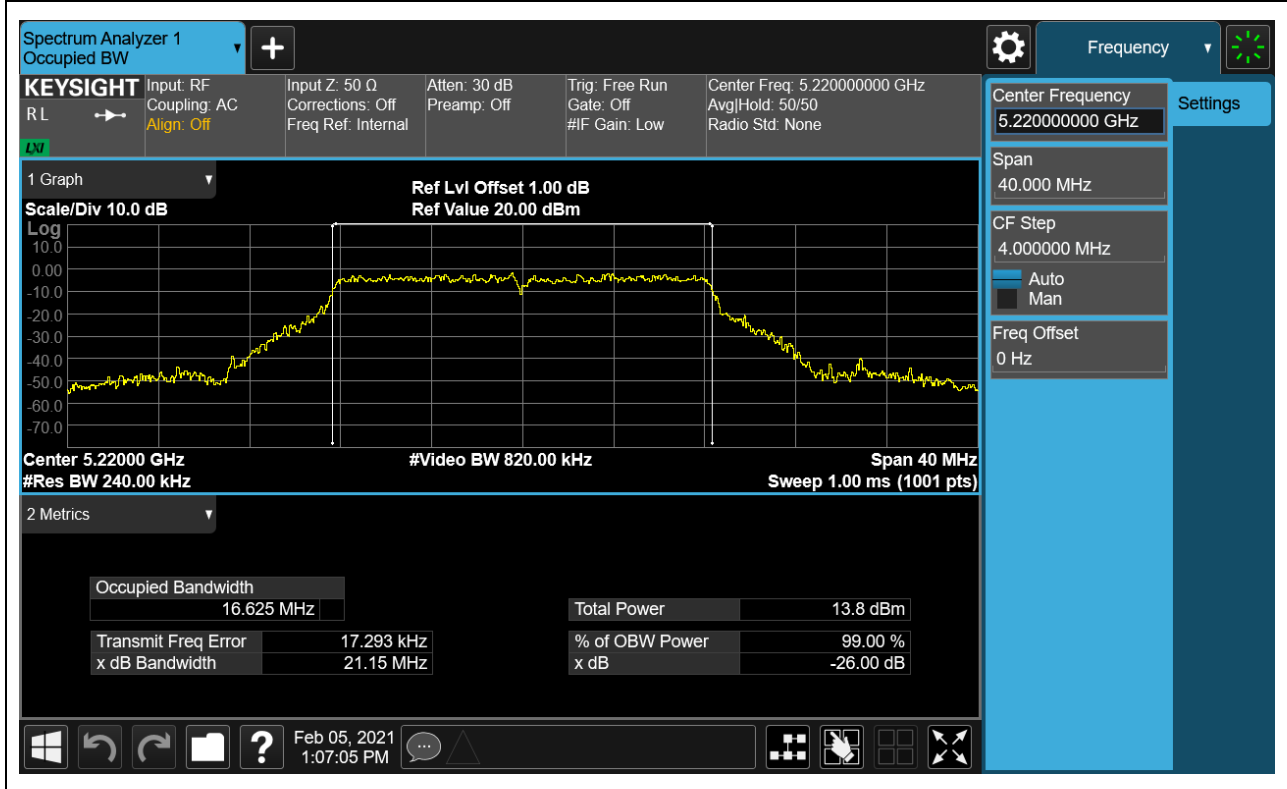 Spectrum Analyzer 1
Occupied BW
Frequency
KEYSIGHT
R L
LXI
Input: RF
Coupling: AC
Align: Off
Input Z: 50 Ω
Corrections: Off
Freq Ref: Internal
Atten: 30 dB
Preamp: Off
Trig: Free Run
Gate: Off
#IF Gain: Low
Center Freq: 5.220000000 GHz
Avg|Hold: 50/50
Radio Std: None
Center Frequency
5.220000000 GHz
Settings
Span
40.000 MHz
CF Step
4.000000 MHz
Auto
Man
Freq Offset
0 Hz
1 Graph
Scale/Div 10.0 dB
Ref Lvl Offset 1.00 dB
Ref Value 20.00 dBm
Log
10.0
0.00
-10.0
-20.0
-30.0
-40.0
-50.0
-60.0
-70.0
Center 5.22000 GHz
#Video BW 820.00 kHz
Span 40 MHz
#Res BW 240.00 kHz
Sweep 1.00 ms (1001 pts)
2 Metrics
Occupied Bandwidth
16.625 MHz
Total Power 13.8 dBm
Transmit Freq Error 17.293 kHz
% of OBW Power 99.00 %
x dB Bandwidth 21.15 MHz
x dB -26.00 dB
Feb 05, 2021
1:07:05 PM